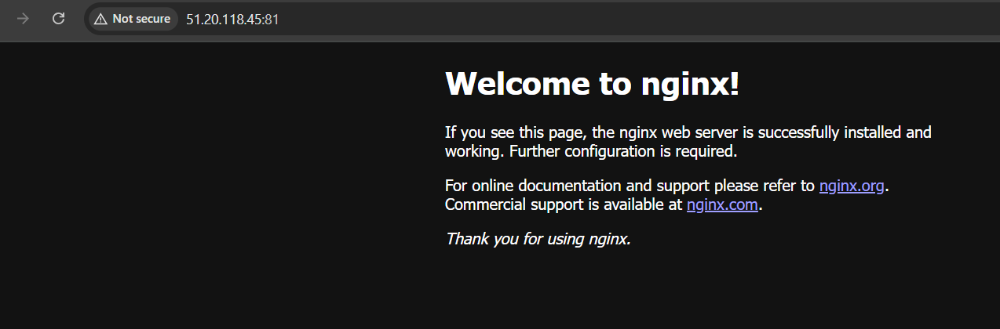 Not secure 51.20.118.45:81
Welcome to nginx!
If you see this page, the nginx web server is successfully installed and
working. Further configuration is required.
For online documentation and support please refer to nginx.org.
Commercial support is available at nginx.com.
Thank you for using nginx.